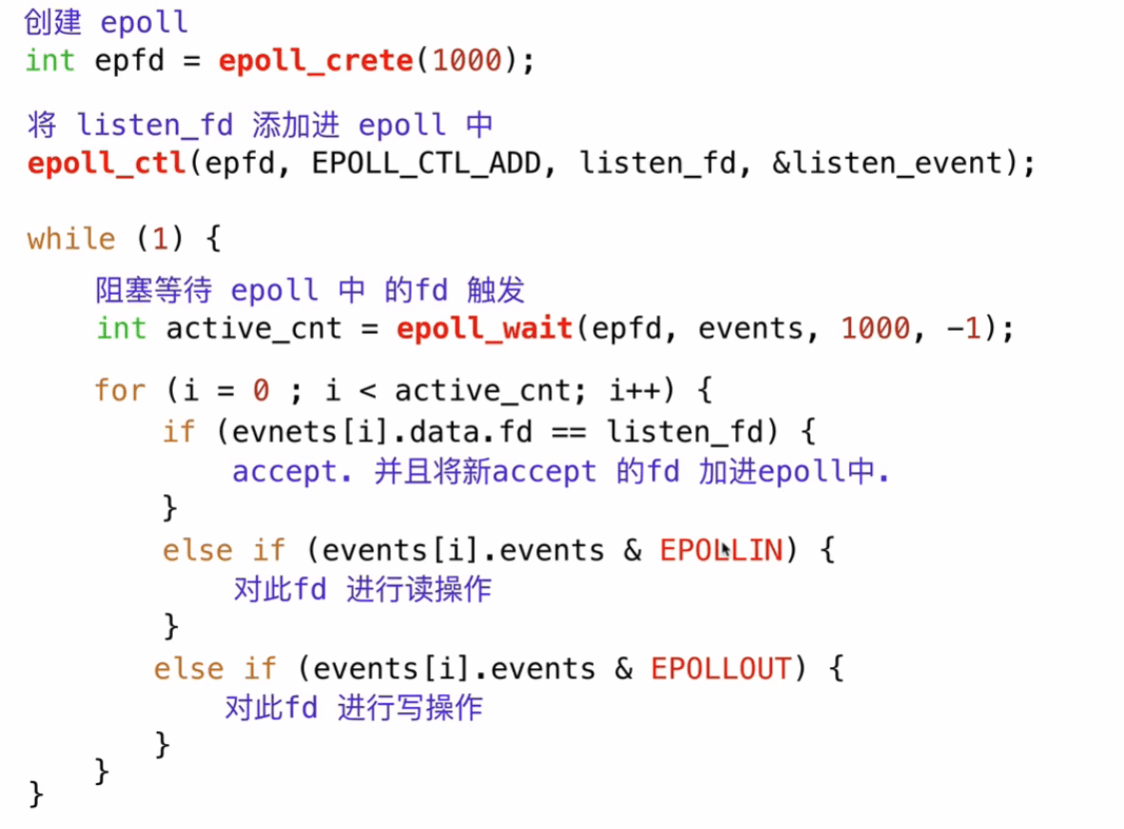 创建 epoll
int epfd = epoll_crete(1000);
将 listen_fd 添加进 epoll 中
epoll_ctl(epfd, EPOLL_CTL_ADD, listen_fd, &listen_event);
while (1) {
阻塞等待 epoll 中 的fd 触发
int active_cnt = epoll_wait(epfd, events, 1000, -1);
for (i = 0 ; i < active_cnt; i++) {
if (evnets[i].data.fd == listen_fd) {
accept. 并且将新accept 的fd 加进epoll中.
}
else if (events[i].events & EPOLLIN) {
对此fd 进行读操作
}
else if (events[i].events & EPOLLOUT) {
对此fd 进行写操作
}
}
}